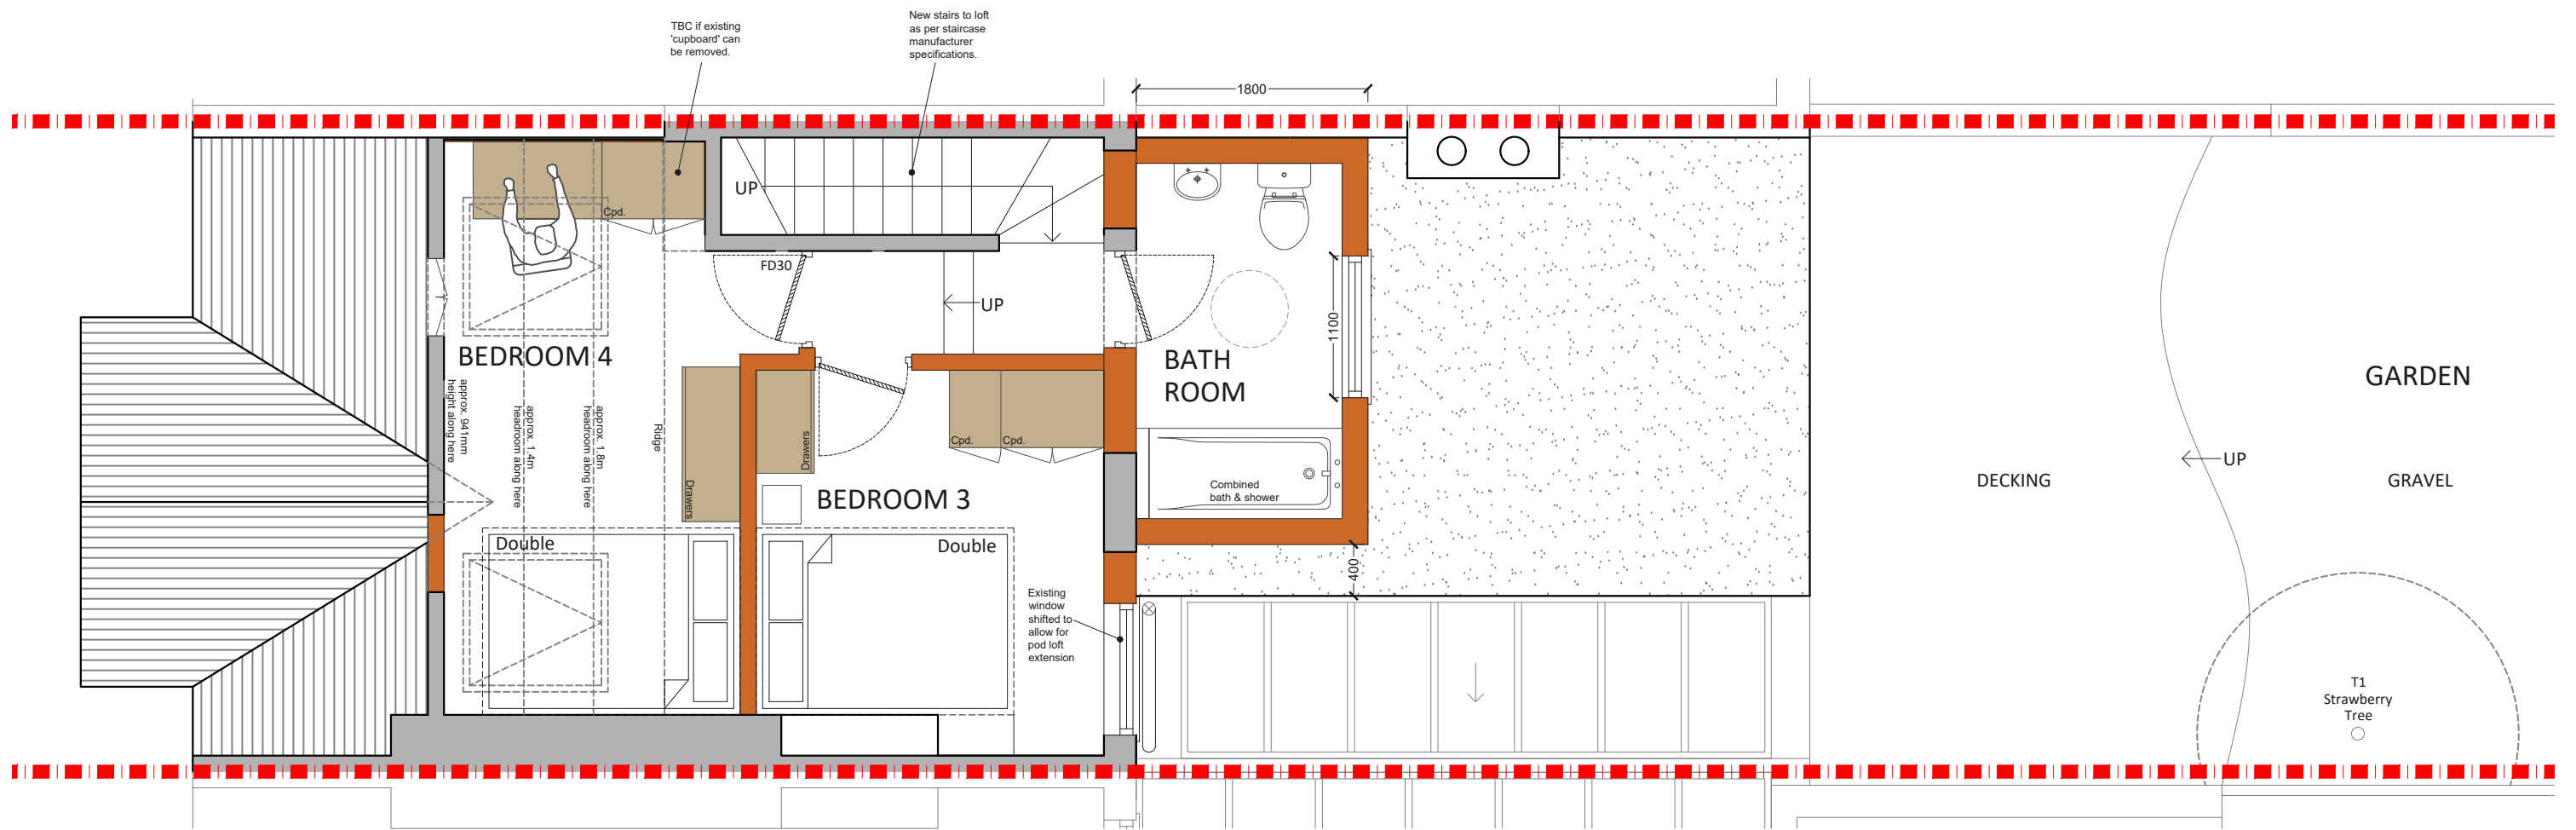 New stairs to loft
as per staircase
manufacturer
specifications.
TBC if existing
'cupboard' can
be removed.
1800
UP
Cpd.
FD30
UP
1100
BEDROOM 4
BATH
ROOM
GARDEN
approx. 941mm
height along here
approx. 1.4m
headroom along here
approx. 1.8m
headroom along here
Ridge
Drawers
Drawers
Cpd.
Cpd.
UP
DECKING
GRAVEL
Combined
bath & shower
BEDROOM 3
Double
Double
400
Existing
window
shifted to
allow for
pod loft
extension
T1
Strawberry
Tree